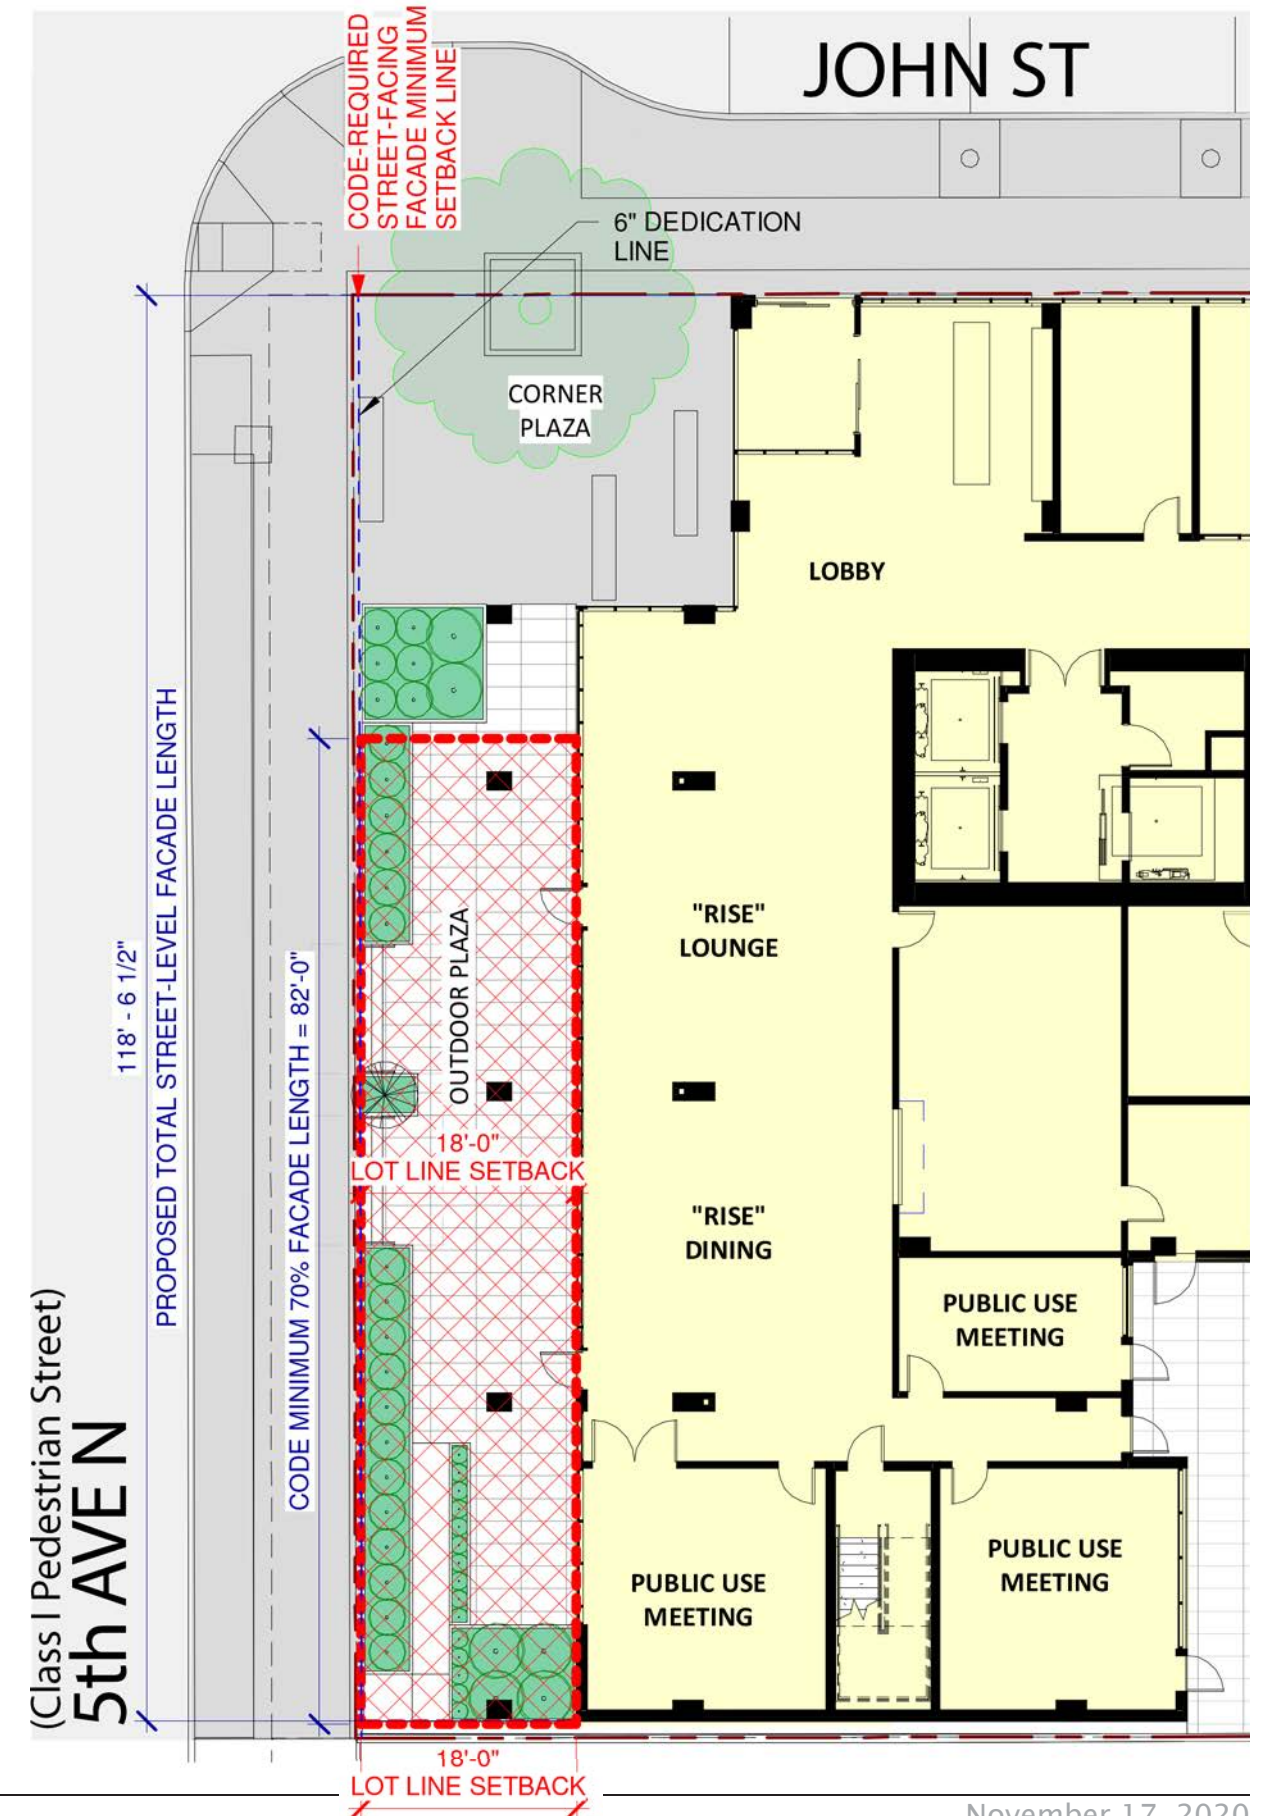 JOHN ST
CODE-REQUIRED
STREET-FACING
FACADE MINIMUM
SETBACK LINE
6" DEDICATION
LINE
CORNER
PLAZA
LOBBY
118' - 6 1/2"
PROPOSED TOTAL STREET-LEVEL FACADE LENGTH
CODE MINIMUM 70% FACADE LENGTH = 82'-0"
OUTDOOR PLAZA
"RISE"
LOUNGE
18'-0"
LOT LINE SETBACK
"RISE"
DINING
PUBLIC USE
MEETING
(Class I Pedestrian Street)
5th AVE N
PUBLIC USE
MEETING
PUBLIC USE
MEETING
18'-0"
LOT LINE SETBACK
November 17, 2020